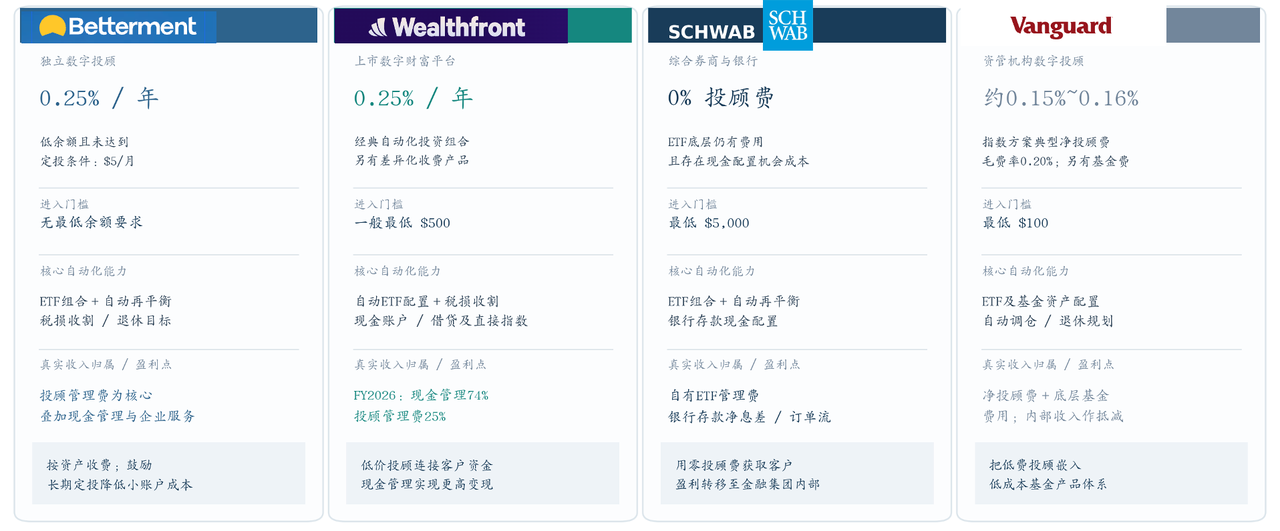 Betterment
独立数字投顾
0.25% / 年
低余额且未达到
定投条件：$5/月
进入门槛
无最低余额要求
核心自动化能力
ETF组合＋自动再平衡
税损收割 / 退休目标
真实收入归属 / 盈利点
投顾管理费为核心
叠加现金管理与企业服务
按资产收费；鼓励
长期定投降低小账户成本
Wealthfront
上市数字财富平台
0.25% / 年
经典自动化投资组合
另有差异化收费产品
进入门槛
一般最低 $500
核心自动化能力
自动ETF配置＋税损收割
现金账户 / 借贷及直接指数
真实收入归属 / 盈利点
FY2026：现金管理74%
投顾管理费25%
低价投顾连接客户资金
现金管理实现更高变现
SCHWAB
SCH
WAB
综合券商与银行
0% 投顾费
ETF底层仍有费用
且存在现金配置机会成本
进入门槛
最低 $5,000
核心自动化能力
ETF组合＋自动再平衡
银行存款现金配置
真实收入归属 / 盈利点
自有ETF管理费
银行存款净息差 / 订单流
用零投顾费获取客户
盈利转移至金融集团内部
Vanguard
资管机构数字投顾
约0.15%~0.16%
指数方案典型净投顾费
毛费率0.20%；另有基金费
进入门槛
最低 $100
核心自动化能力
ETF及基金资产配置
自动调仓 / 退休规划
真实收入归属 / 盈利点
净投顾费＋底层基金
费用；内部收入作抵减
把低费投顾嵌入
低成本基金产品体系